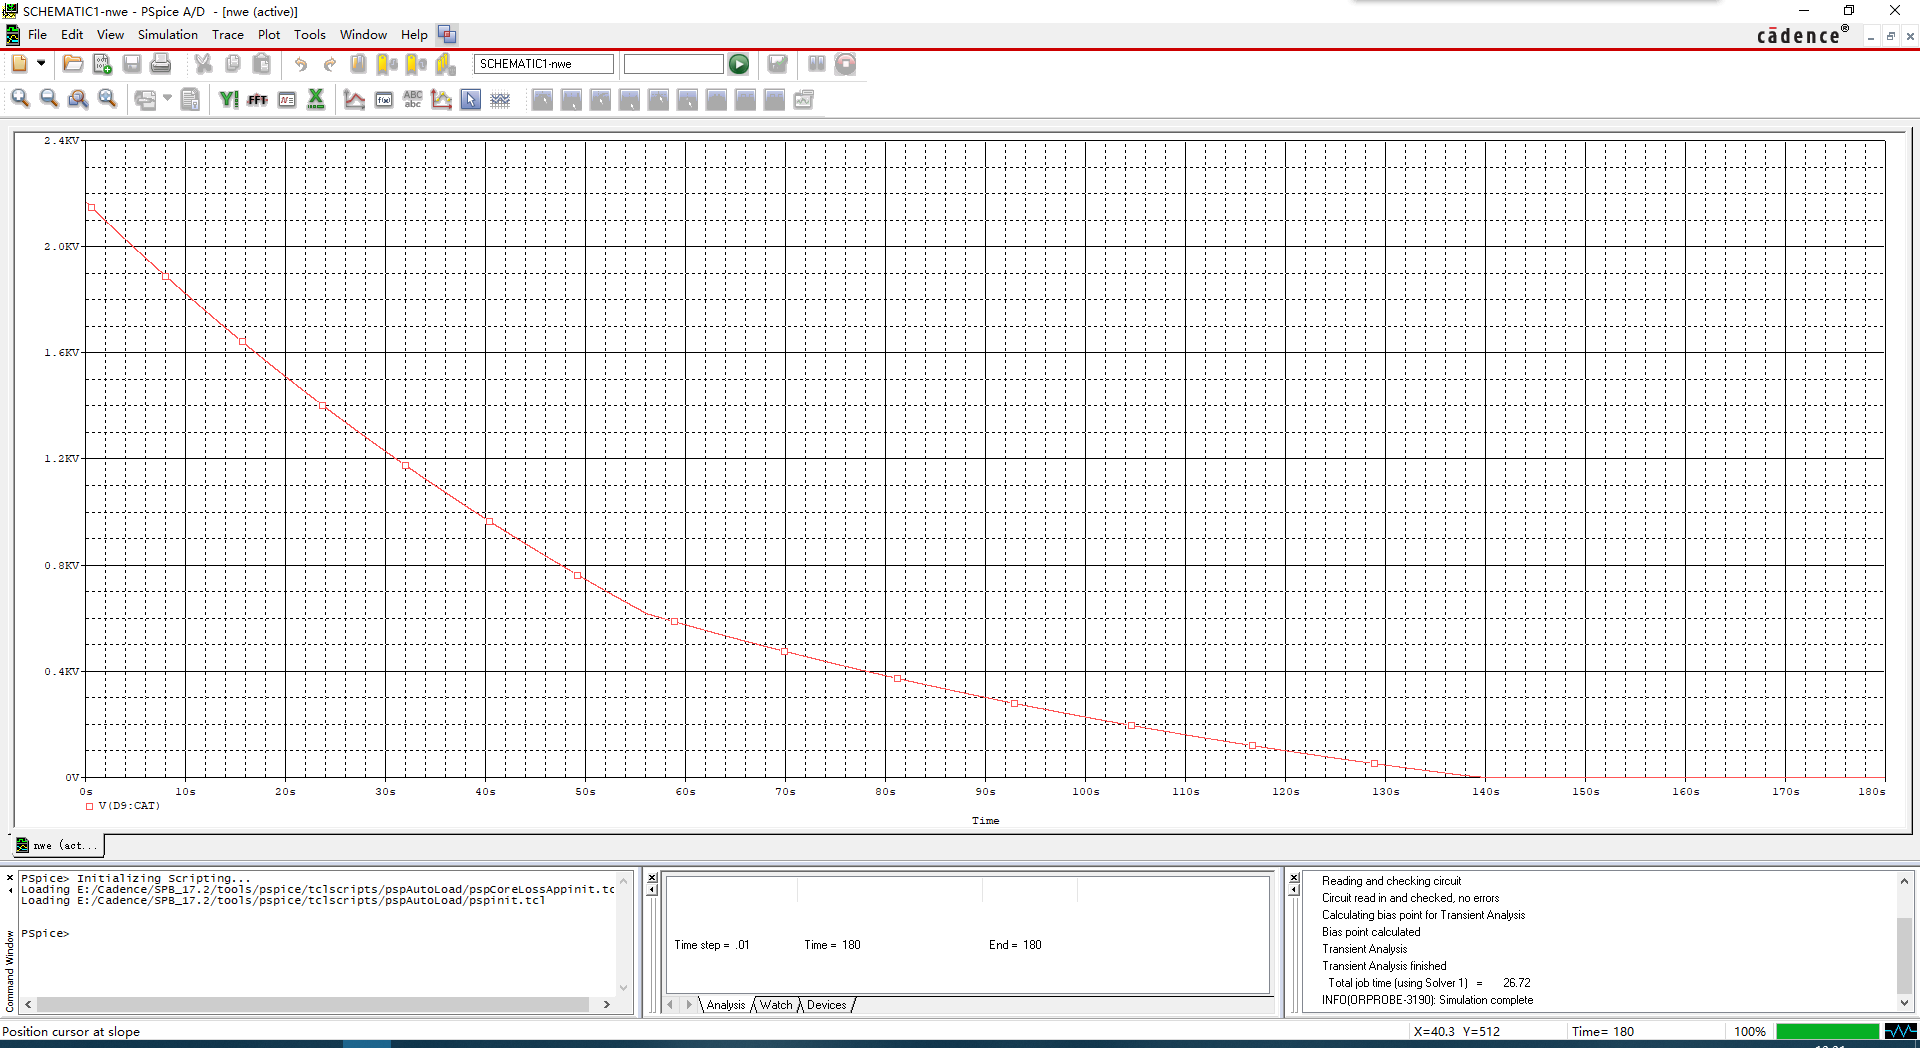 SCHEMATIC1-nwe - PSpice A/D - [nwe (active)]
File Edit View Simulation Trace Plot Tools Window Help
cādence®
SCHEMATIC1-nwe
FFT
f(x)
ABC
abc
2.4KV
2.0KV
1.6KV
1.2KV
0.8KV
0.4KV
0V
0s 10s 20s 30s 40s 50s 60s 70s 80s 90s 100s 110s 120s 130s 140s 150s 160s 170s 180s
V(D9:CAT)
Time
nwe (act...
Command Window
PSpice> Initializing Scripting...
Loading E:/Cadence/SPB_17.2/tools/pspice/tclscripts/pspAutoLoad/pspCoreLossAppinit.tc
Loading E:/Cadence/SPB_17.2/tools/pspice/tclscripts/pspAutoLoad/pspinit.tcl
PSpice>
Time step = .01 Time = 180 End = 180
Analysis Watch Devices
Reading and checking circuit
Circuit read in and checked, no errors
Calculating bias point for Transient Analysis
Bias point calculated
Transient Analysis
Transient Analysis finished
Total job time (using Solver 1) = 26.72
INFO(ORPROBE-3190): Simulation complete
Position cursor at slope
X=40.3 Y=512
Time= 180
100%